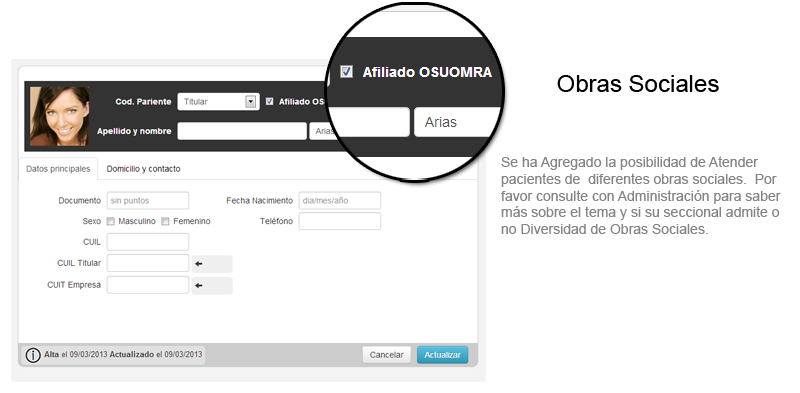 Afiliado OSUOMRA
Arias
Obras Sociales
Se ha Agregado la posibilidad de Atender
pacientes de  diferentes obras sociales.  Por
favor consulte con Administración para saber
más sobre el tema y si su seccional admite o
no Diversidad de Obras Sociales.
Cod. Pariente Titular Afiliado OS
Apellido y nombre Arias
Datos principales Domicilio y contacto
Documento sin puntos Fecha Nacimiento dia/mes/año
Sexo Masculino Femenino Teléfono
CUIL
CUIL Titular
CUIT Empresa
Alta el 09/03/2013 Actualizado el 09/03/2013 Cancelar Actualizar